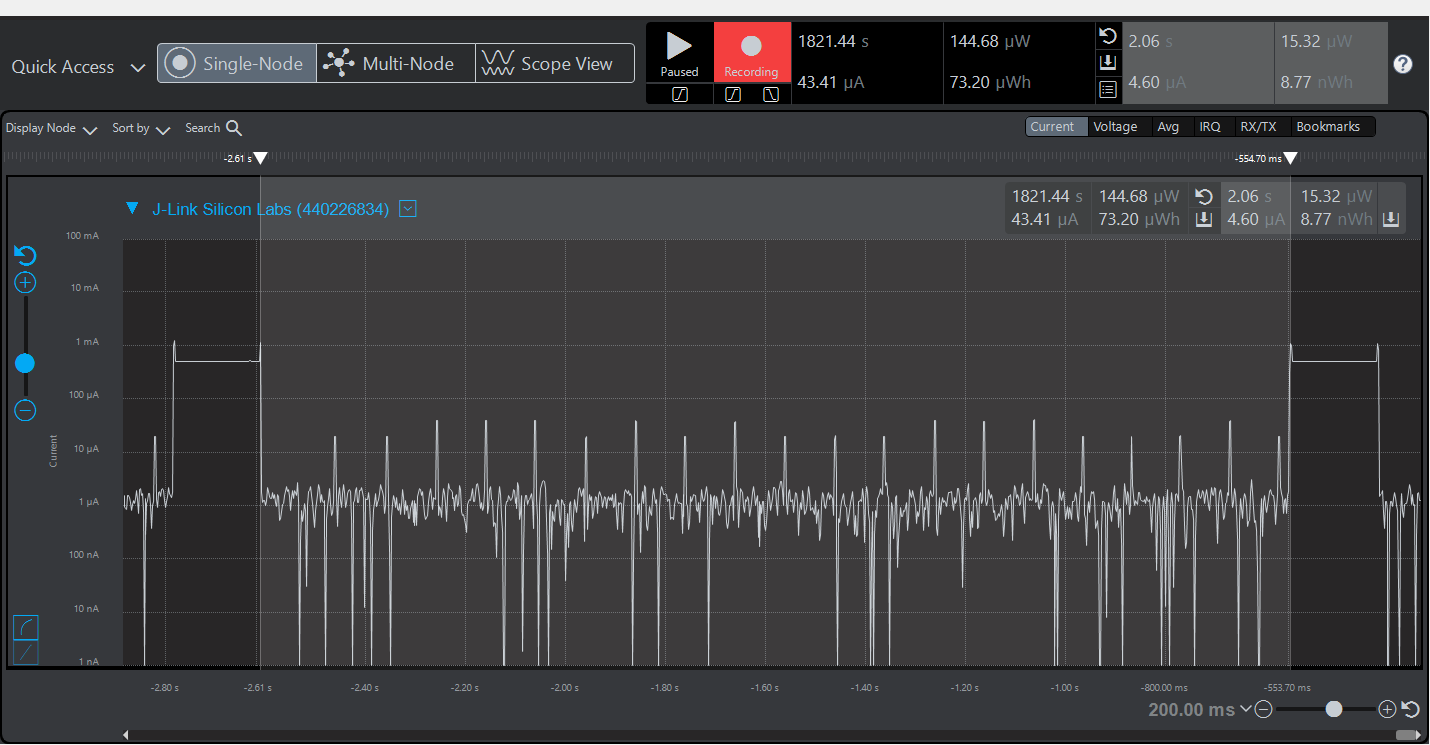 Quick Access Single-Node Multi-Node Scope View
Paused Recording
1821.44 s 144.68 µW 2.06 s 15.32 µW
43.41 µA 73.20 µWh 4.60 µA 8.77 nWh
?
Display Node Sort by Search Current Voltage Avg IRQ RX/TX Bookmarks
-2.61 s -554.70 ms
J-Link Silicon Labs (440226834)
1821.44 s 144.68 µW 2.06 s 15.32 µW
43.41 µA 73.20 µWh 4.60 µA 8.77 nWh
100 mA
10 mA
1 mA
100 µA
10 µA
1 µA
100 nA
10 nA
1 nA
Current
-2.80 s -2.61 s -2.40 s -2.20 s -2.00 s -1.80 s -1.60 s -1.40 s -1.20 s -1.00 s -800.00 ms -553.70 ms
200.00 ms